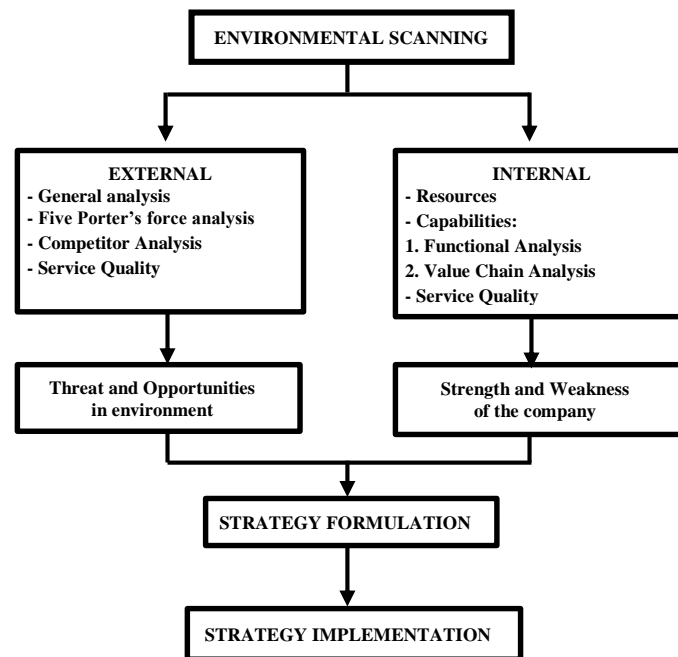 ENVIRONMENTAL SCANNING
EXTERNAL
- General analysis
- Five Porter's force analysis
- Competitor Analysis
- Service Quality
INTERNAL
- Resources
- Capabilities:
1. Functional Analysis
2. Value Chain Analysis
- Service Quality
Threat and Opportunities
in environment
Strength and Weakness
of the company
STRATEGY FORMULATION
STRATEGY IMPLEMENTATION